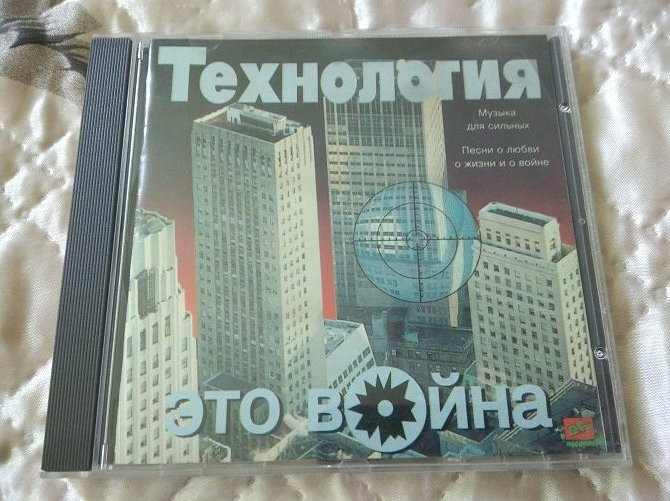 Технология
Музыка
для сильных
Песни о любви
о жизни и о войне
это война